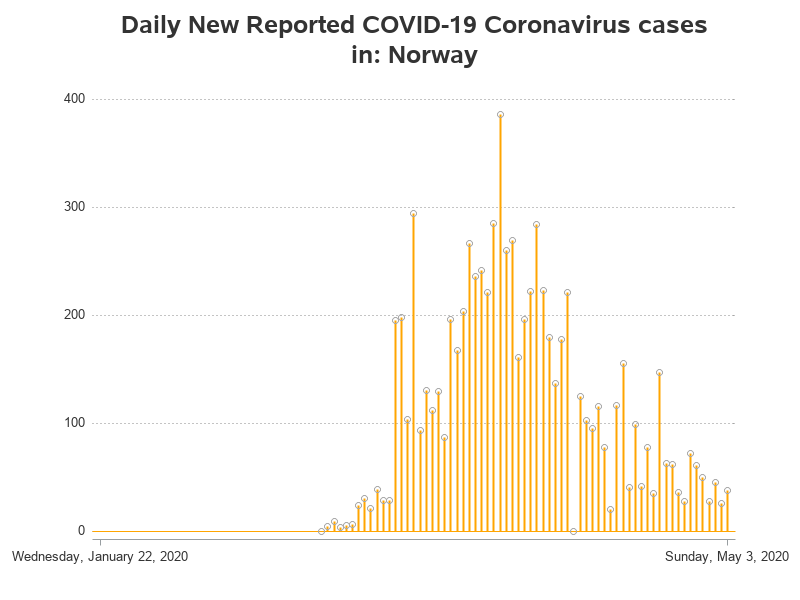 Daily New Reported COVID-19 Coronavirus cases
in: Norway
400
300
200
100
0
Wednesday, January 22, 2020
Sunday, May 3, 2020